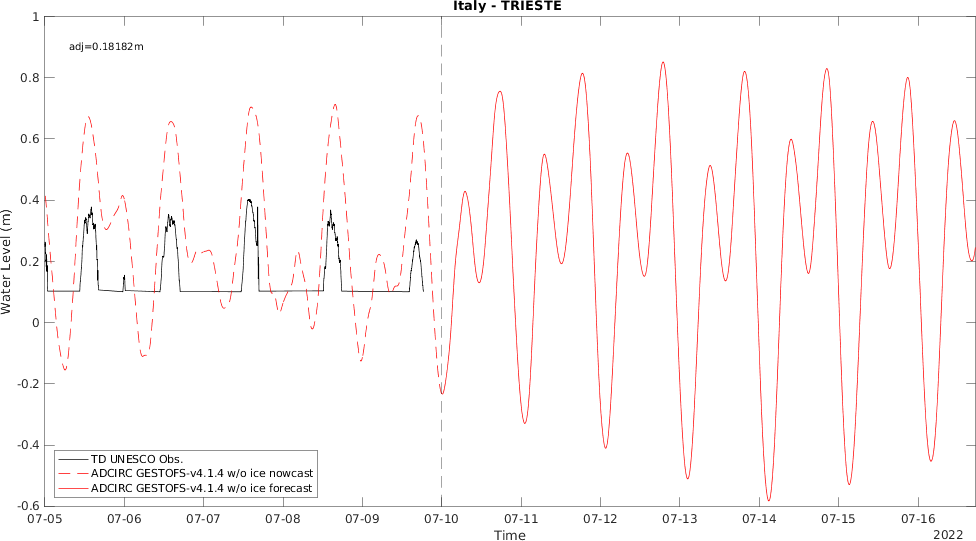 Italy - TRIESTE
adj=0.18182m
Water Level (m)
1
0.8
0.6
0.4
0.2
0
-0.2
-0.4
-0.6
TD UNESCO Obs.
ADCIRC GESTOFS-v4.1.4 w/o ice nowcast
ADCIRC GESTOFS-v4.1.4 w/o ice forecast
07-05 07-06 07-07 07-08 07-09 07-10 07-11 07-12 07-13 07-14 07-15 07-16
Time
2022